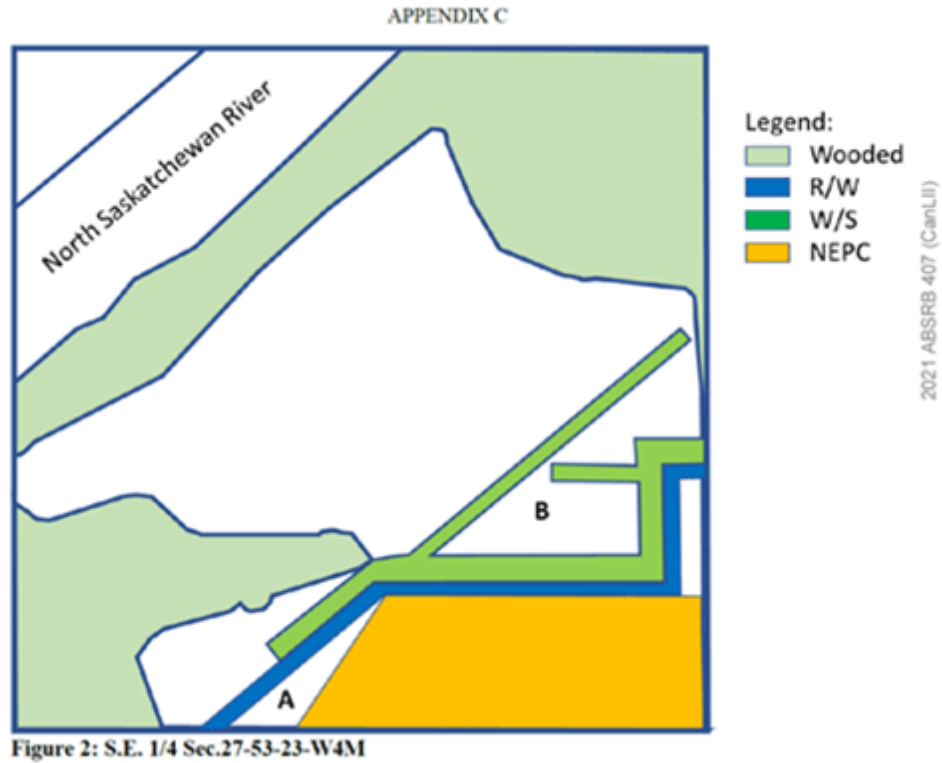 APPENDIX C
North Saskatchewan River
Legend:
Wooded
R/W
W/S
NEPC
2021 ABSRB 407 (CanLII)
B
A
Figure 2: S.E. 1/4 Sec.27-53-23-W4M